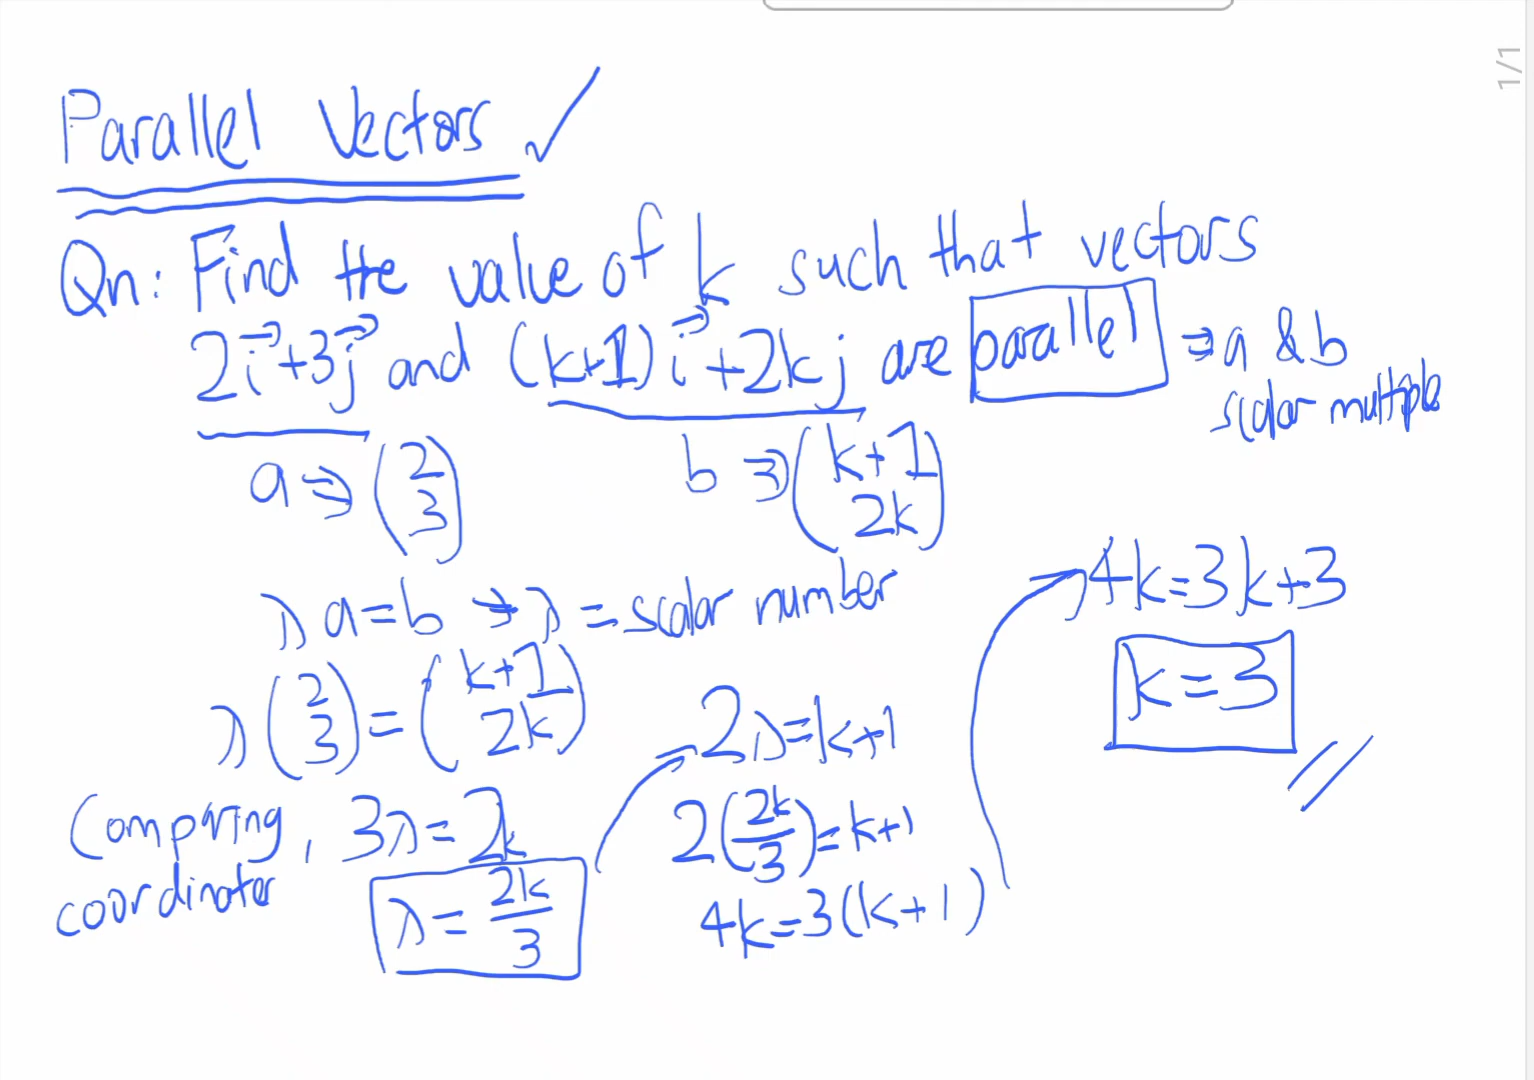 1/1
Parallel Vectors ✓
Qn: Find the value of k such that vectors
2i⃗+3j⃗ and (k+1)i⃗+2kj are parallel ⇒ a & b
scalar multiple
a ⇒ (2 3)
b ⇒ (k+1 2k)
λa=b → λ = scalar number
λ(2 3) = (k+1 2k)
Comparing, 3λ=2k
coordinates
λ = 2k/3
2λ=k+1
2(2k/3)=k+1
4k=3(k+1)
4k=3k+3
k=3